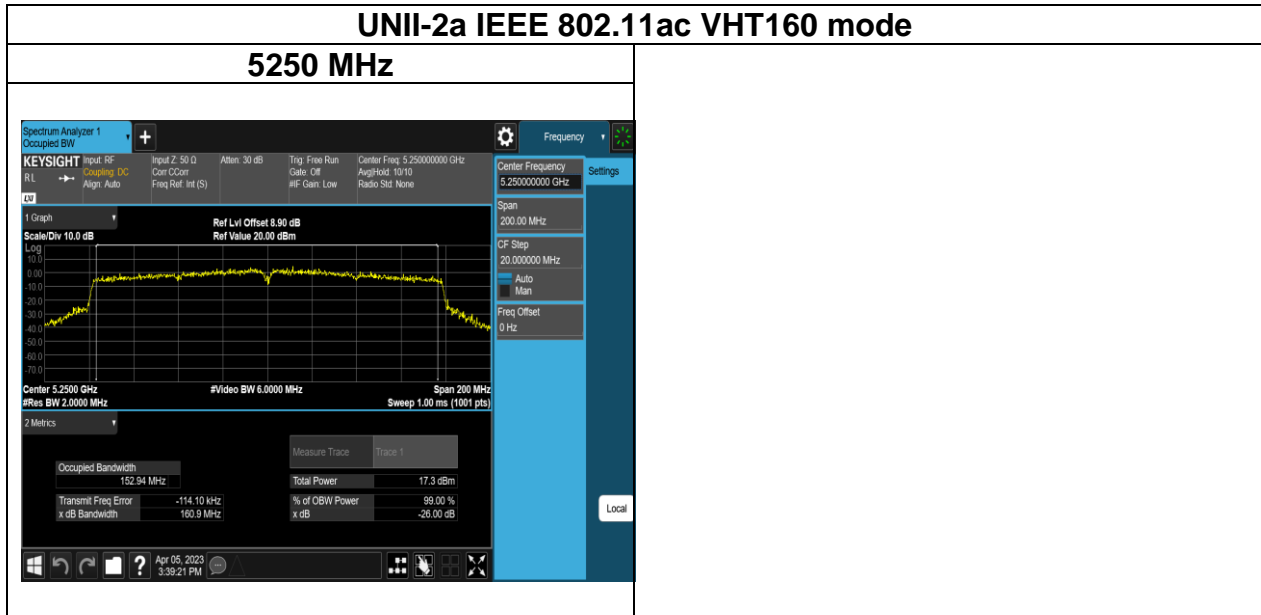 UNII-2a IEEE 802.11ac VHT160 mode
5250 MHz
Spectrum Analyzer 1
Occupied BW
+
Frequency
KEYSIGHT
RL
LXI
Input: RF
Coupling: DC
Align: Auto
Input Z: 50 Ω
Corr CCorr
Freq Ref: Int (S)
Atten: 30 dB
Trig: Free Run
Gate: Off
#IF Gain: Low
Center Freq: 5.250000000 GHz
Avg|Hold: 10/10
Radio Std: None
Center Frequency
5.250000000 GHz
Settings
Span
200.00 MHz
CF Step
20.000000 MHz
Auto
Man
Freq Offset
0 Hz
Local
1 Graph
Scale/Div 10.0 dB
Ref Lvl Offset 8.90 dB
Ref Value 20.00 dBm
Log
10.0
0.00
-10.0
-20.0
-30.0
-40.0
-50.0
-60.0
-70.0
Center 5.2500 GHz
#Video BW 6.0000 MHz
Span 200 MHz
#Res BW 2.0000 MHz
Sweep 1.00 ms (1001 pts)
2 Metrics
Measure Trace
Trace 1
Occupied Bandwidth
152.94 MHz
Total Power
17.3 dBm
Transmit Freq Error
-114.10 kHz
% of OBW Power
99.00 %
x dB Bandwidth
160.9 MHz
x dB
-26.00 dB
?
Apr 05, 2023
3:39:21 PM